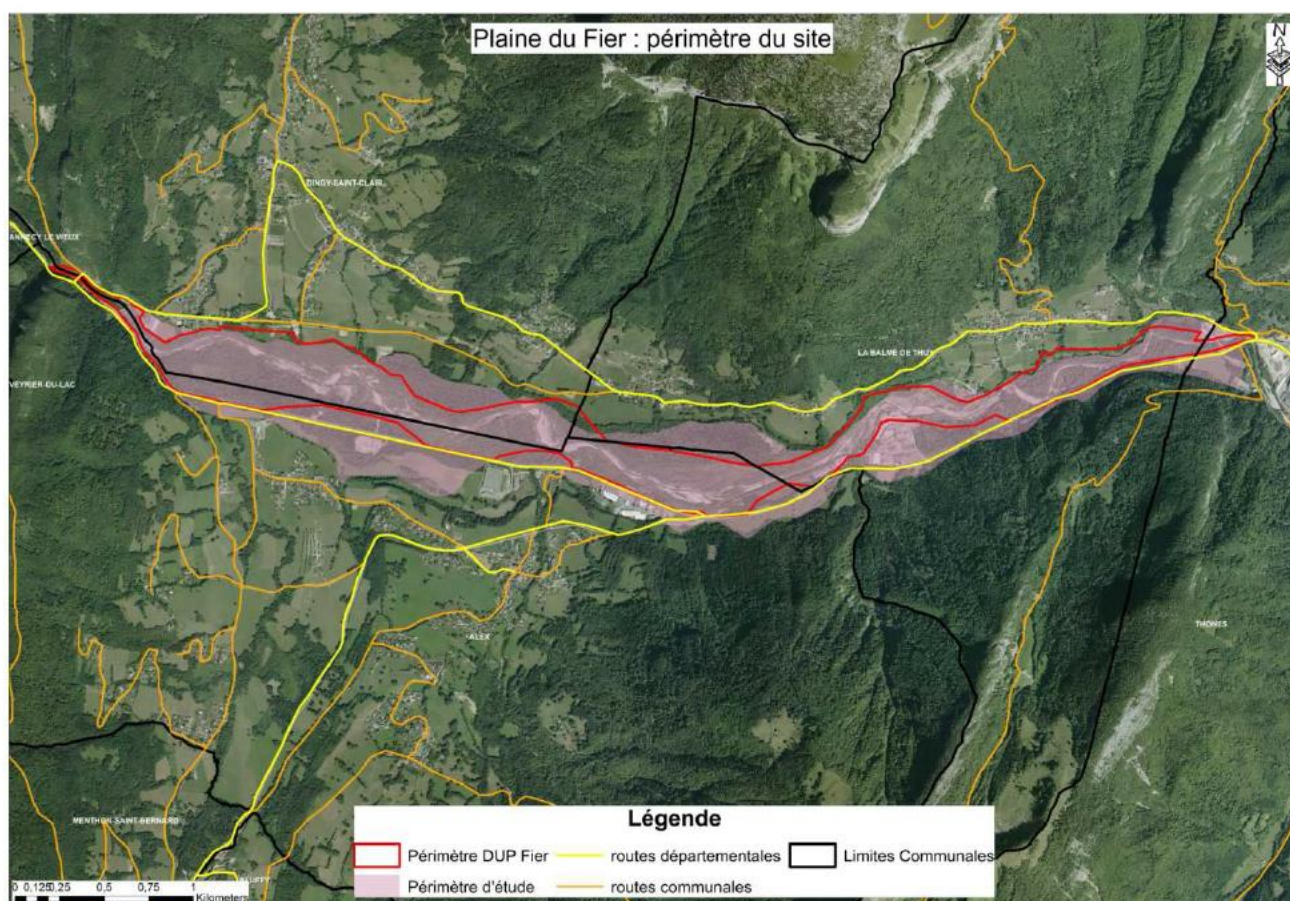 Plaine du Fier : périmètre du site
N
DINGY-SAINT-CLAIR
ANNECY LE VIEUX
LA BALME DE THUY
VEYRIER-DU-LAC
THONES
ALEX
MENTHON-SAINT-BERNARD
BLUFFY
Légende
Périmètre DUP Fier
routes départementales
Limites Communales
Périmètre d'étude
routes communales
0 0,125 0,25 0,5 0,75 1
Kilometers